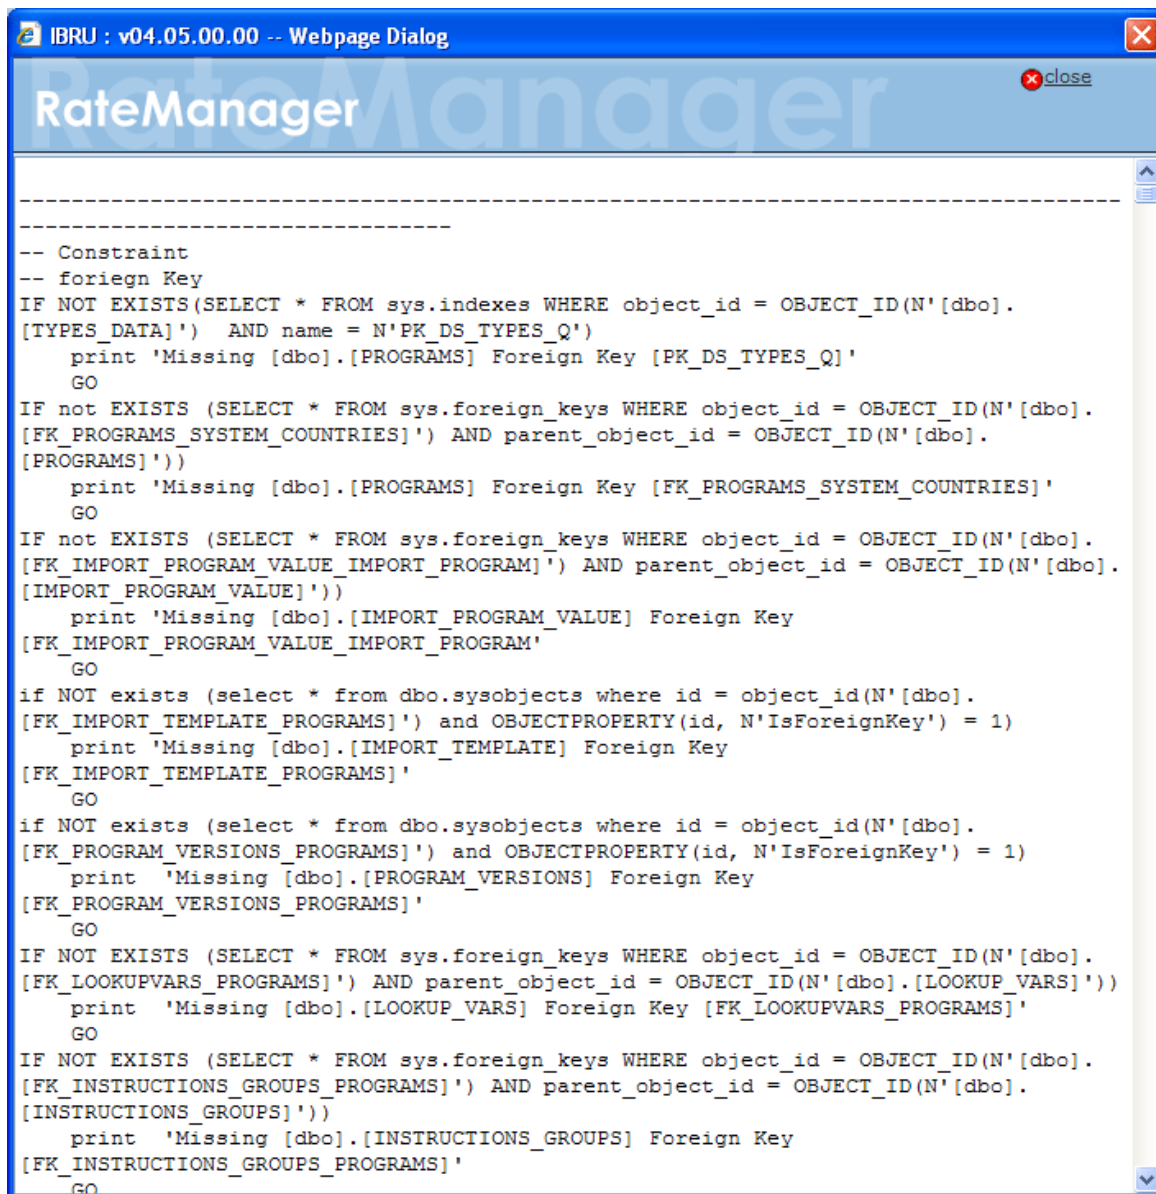 IBRU : v04.05.00.00 -- Webpage Dialog
RateManager
close
--------------------------------------------------------------------------------------
---------------------------------
-- Constraint
-- foriegn Key
IF NOT EXISTS(SELECT * FROM sys.indexes WHERE object_id = OBJECT_ID(N'[dbo].
[TYPES_DATA]')  AND name = N'PK_DS_TYPES_Q')
    print 'Missing [dbo].[PROGRAMS] Foreign Key [PK_DS_TYPES_Q]'
    GO
IF not EXISTS (SELECT * FROM sys.foreign_keys WHERE object_id = OBJECT_ID(N'[dbo].
[FK_PROGRAMS_SYSTEM_COUNTRIES]') AND parent_object_id = OBJECT_ID(N'[dbo].
[PROGRAMS]'))
    print 'Missing [dbo].[PROGRAMS] Foreign Key [FK_PROGRAMS_SYSTEM_COUNTRIES]'
    GO
IF not EXISTS (SELECT * FROM sys.foreign_keys WHERE object_id = OBJECT_ID(N'[dbo].
[FK_IMPORT_PROGRAM_VALUE_IMPORT_PROGRAM]') AND parent_object_id = OBJECT_ID(N'[dbo].
[IMPORT_PROGRAM_VALUE]'))
    print 'Missing [dbo].[IMPORT_PROGRAM_VALUE] Foreign Key
[FK_IMPORT_PROGRAM_VALUE_IMPORT_PROGRAM'
    GO
if NOT exists (select * from dbo.sysobjects where id = object_id(N'[dbo].
[FK_IMPORT_TEMPLATE_PROGRAMS]') and OBJECTPROPERTY(id, N'IsForeignKey') = 1)
    print 'Missing [dbo].[IMPORT_TEMPLATE] Foreign Key
[FK_IMPORT_TEMPLATE_PROGRAMS]'
    GO
if NOT exists (select * from dbo.sysobjects where id = object_id(N'[dbo].
[FK_PROGRAM_VERSIONS_PROGRAMS]') and OBJECTPROPERTY(id, N'IsForeignKey') = 1)
    print  'Missing [dbo].[PROGRAM_VERSIONS] Foreign Key
[FK_PROGRAM_VERSIONS_PROGRAMS]'
    GO
IF NOT EXISTS (SELECT * FROM sys.foreign_keys WHERE object_id = OBJECT_ID(N'[dbo].
[FK_LOOKUPVARS_PROGRAMS]') AND parent_object_id = OBJECT_ID(N'[dbo].[LOOKUP_VARS]'))
    print  'Missing [dbo].[LOOKUP_VARS] Foreign Key [FK_LOOKUPVARS_PROGRAMS]'
    GO
IF NOT EXISTS (SELECT * FROM sys.foreign_keys WHERE object_id = OBJECT_ID(N'[dbo].
[FK_INSTRUCTIONS_GROUPS_PROGRAMS]') AND parent_object_id = OBJECT_ID(N'[dbo].
[INSTRUCTIONS_GROUPS]'))
    print  'Missing [dbo].[INSTRUCTIONS_GROUPS] Foreign Key
[FK_INSTRUCTIONS_GROUPS_PROGRAMS]'
    GO